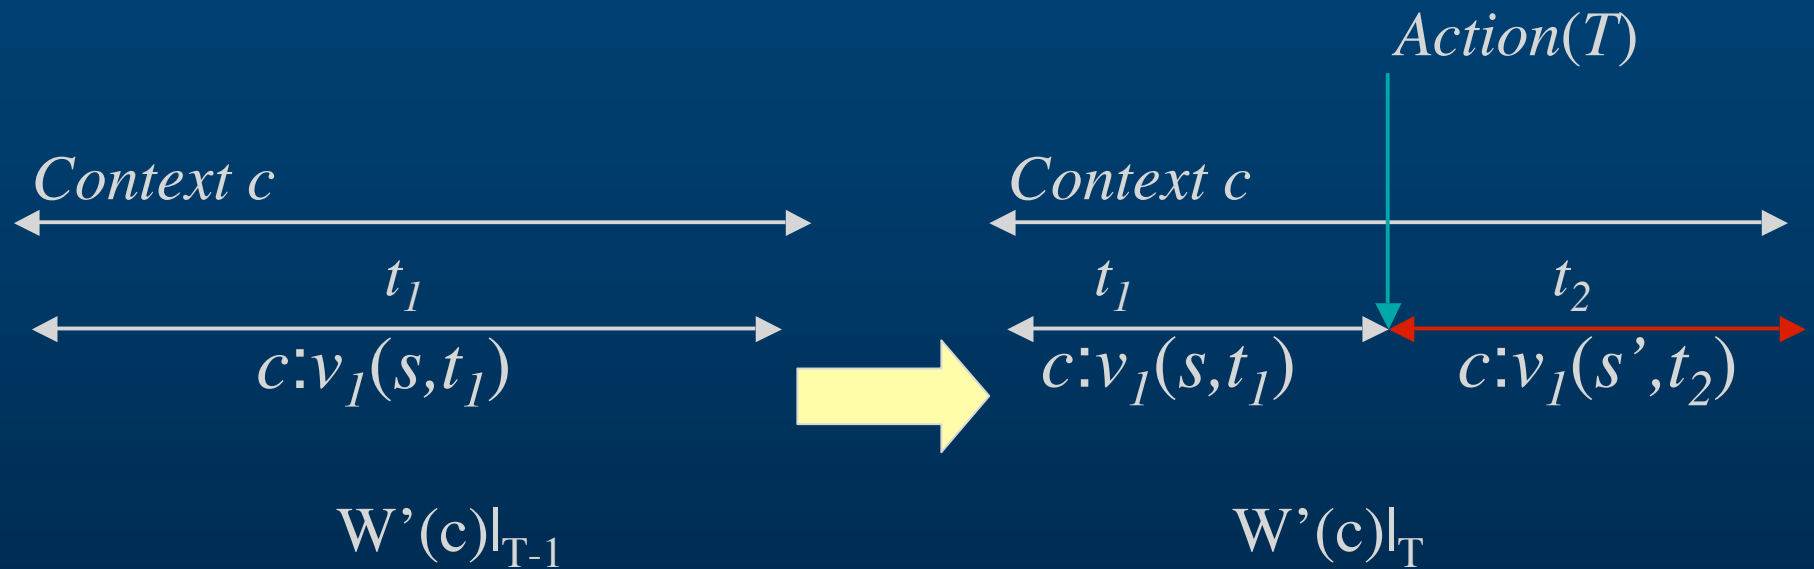 Action(T)
Context c
Context c
t₁
t₁
t₂
c:v₁(s,t₁)
c:v₁(s,t₁)
c:v₁(s’,t₂)
W’(c)|T-1
W’(c)|T